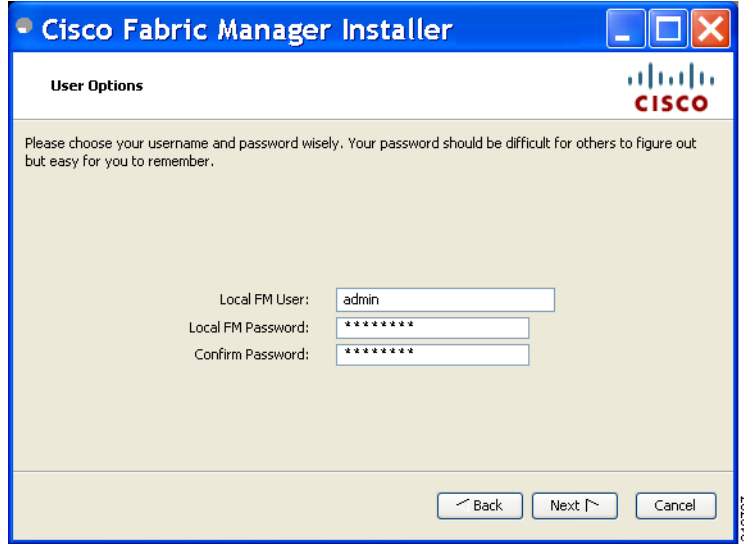 Cisco Fabric Manager Installer
User Options
CISCO
Please choose your username and password wisely. Your password should be difficult for others to figure out
but easy for you to remember.
Local FM User: admin
Local FM Password: ********
Confirm Password: ********
Back Next Cancel